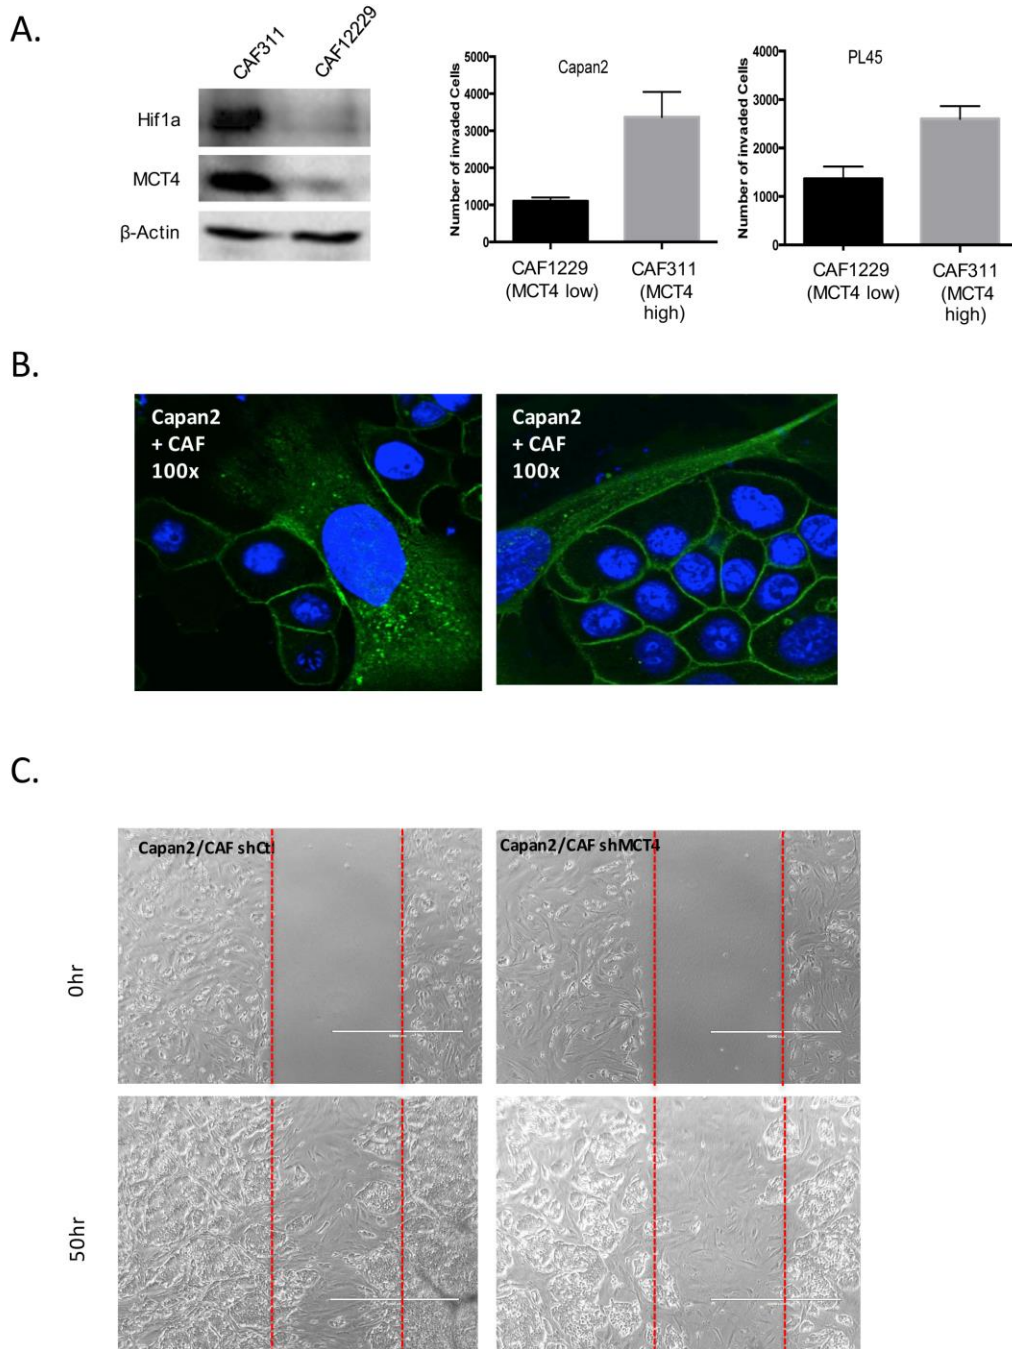 A.
CAF311
CAF12229
Hif1a
MCT4
β-Actin
Number of invaded Cells
5000
4000
3000
2000
1000
0
Capan2
CAF1229
(MCT4 low)
CAF311
(MCT4
high)
Number of invaded Cells
4000
3000
2000
1000
0
PL45
CAF1229
(MCT4 low)
CAF311
(MCT4
high)
B.
Capan2
+ CAF
100x
Capan2
+ CAF
100x
C.
Capan2/CAF shCtl
Capan2/CAF shMCT4
0hr
50hr